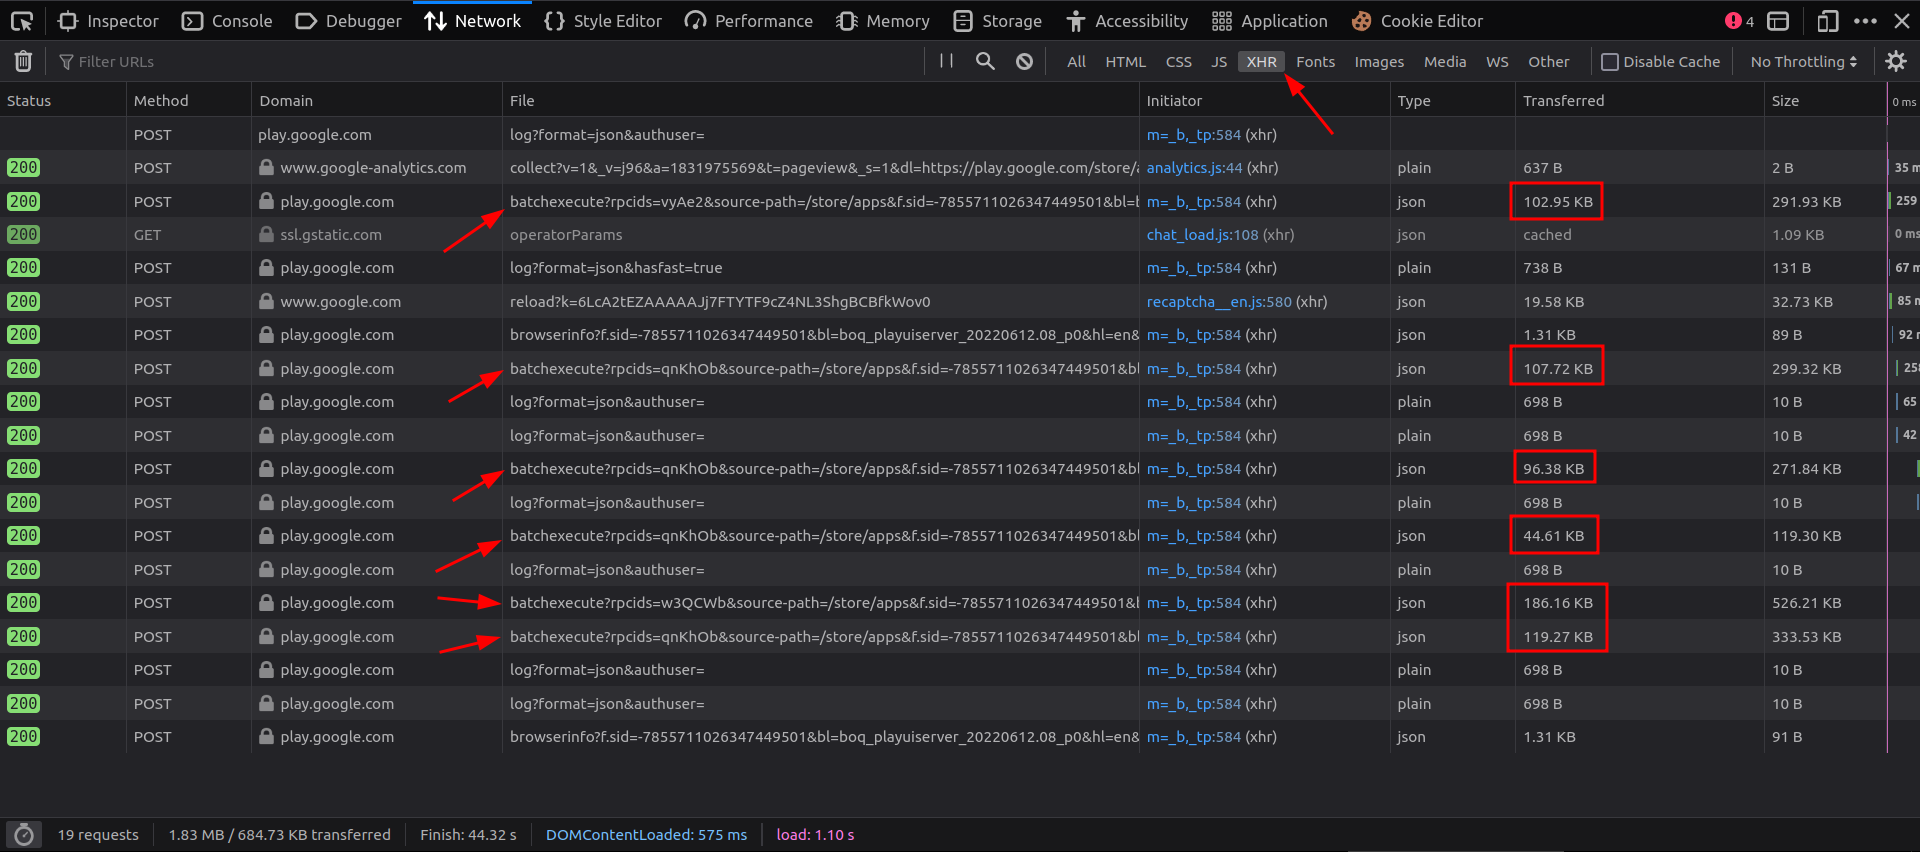 Inspector Console Debugger Network Style Editor Performance Memory Storage Accessibility Application Cookie Editor 4
Filter URLs All HTML CSS JS XHR Fonts Images Media WS Other Disable Cache No Throttling
Status Method Domain File Initiator Type Transferred Size 0 ms
POST play.google.com log?format=json&authuser= m=_b,_tp:584 (xhr)
200 POST www.google-analytics.com collect?v=1&_v=j96&a=1831975569&t=pageview&_s=1&dl=https://play.google.com/store/ analytics.js:44 (xhr) plain 637 B 2 B 35 m
200 POST play.google.com batchexecute?rpcids=vyAe2&source-path=/store/apps&f.sid=-7855711026347449501&bl= m=_b,_tp:584 (xhr) json 102.95 KB 291.93 KB 259
200 GET ssl.gstatic.com operatorParams chat_load.js:108 (xhr) json cached 1.09 KB 0 ms
200 POST play.google.com log?format=json&hasfast=true m=_b,_tp:584 (xhr) plain 738 B 131 B 67 m
200 POST www.google.com reload?k=6LcA2tEZAAAAAJj7FTYTF9cZ4NL3ShgBCBfkWov0 recaptcha__en.js:580 (xhr) json 19.58 KB 32.73 KB 85 m
200 POST play.google.com browserinfo?f.sid=-7855711026347449501&bl=boq_playuiserver_20220612.08_p0&hl=en& m=_b,_tp:584 (xhr) json 1.31 KB 89 B 92 m
200 POST play.google.com batchexecute?rpcids=qnKhOb&source-path=/store/apps&f.sid=-7855711026347449501&bl m=_b,_tp:584 (xhr) json 107.72 KB 299.32 KB 258
200 POST play.google.com log?format=json&authuser= m=_b,_tp:584 (xhr) plain 698 B 10 B 65
200 POST play.google.com log?format=json&authuser= m=_b,_tp:584 (xhr) plain 698 B 10 B 42
200 POST play.google.com batchexecute?rpcids=qnKhOb&source-path=/store/apps&f.sid=-7855711026347449501&bl m=_b,_tp:584 (xhr) json 96.38 KB 271.84 KB
200 POST play.google.com log?format=json&authuser= m=_b,_tp:584 (xhr) plain 698 B 10 B
200 POST play.google.com batchexecute?rpcids=qnKhOb&source-path=/store/apps&f.sid=-7855711026347449501&bl m=_b,_tp:584 (xhr) json 44.61 KB 119.30 KB
200 POST play.google.com log?format=json&authuser= m=_b,_tp:584 (xhr) plain 698 B 10 B
200 POST play.google.com batchexecute?rpcids=w3QCWb&source-path=/store/apps&f.sid=-7855711026347449501&l m=_b,_tp:584 (xhr) json 186.16 KB 526.21 KB
200 POST play.google.com batchexecute?rpcids=qnKhOb&source-path=/store/apps&f.sid=-7855711026347449501&bl m=_b,_tp:584 (xhr) json 119.27 KB 333.53 KB
200 POST play.google.com log?format=json&authuser= m=_b,_tp:584 (xhr) plain 698 B 10 B
200 POST play.google.com log?format=json&authuser= m=_b,_tp:584 (xhr) plain 698 B 10 B
200 POST play.google.com browserinfo?f.sid=-7855711026347449501&bl=boq_playuiserver_20220612.08_p0&hl=en& m=_b,_tp:584 (xhr) json 1.31 KB 91 B
19 requests 1.83 MB / 684.73 KB transferred Finish: 44.32 s DOMContentLoaded: 575 ms load: 1.10 s